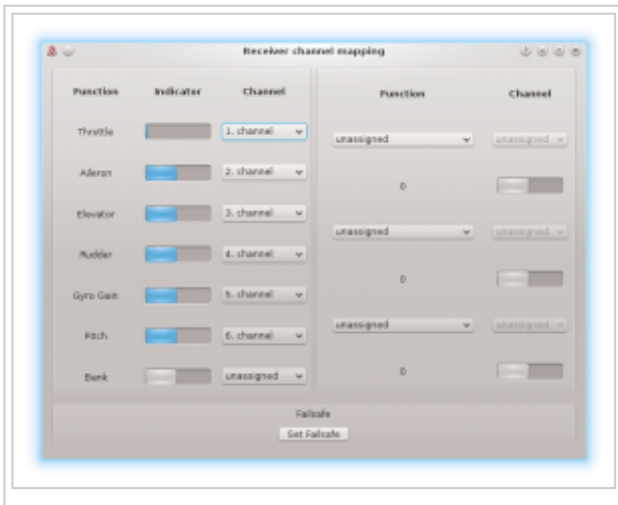 Receiver channel mapping
Function Indicator Channel
Throttle 1. channel
Aileron 2. channel
Elevator 3. channel
Rudder 4. channel
Gyro Gain 5. channel
Pitch 6. channel
Bank unassigned
Function Channel
unassigned unassigned
0
unassigned unassigned
0
unassigned unassigned
0
Failsafe
Set Failsafe